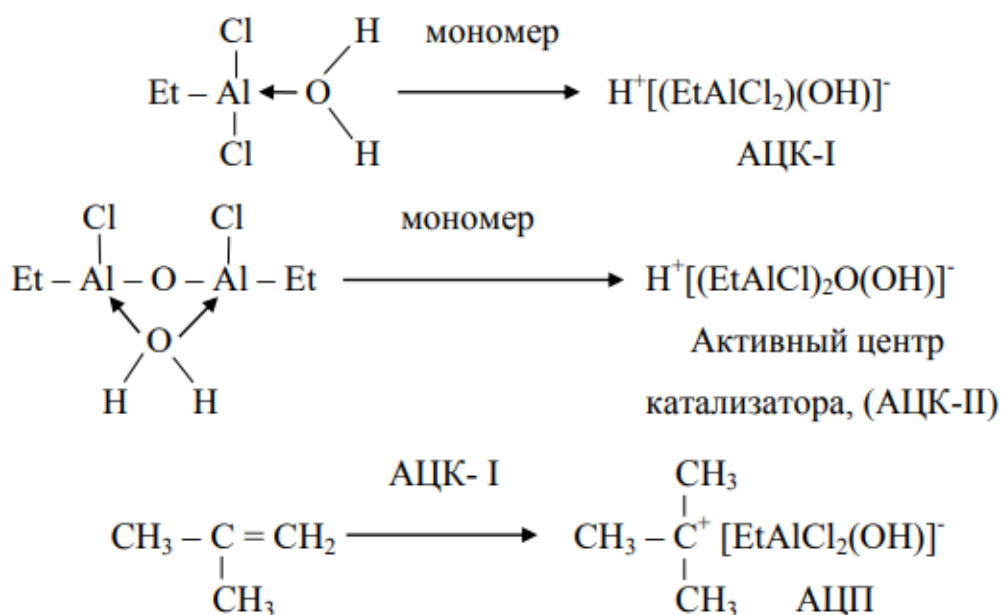 Cl H мономер
Et – Al O H⁺[(EtAlCl₂)(OH)]⁻
Cl H АЦК-I
Cl Cl мономер
Et – Al – O – Al – Et H⁺[(EtAlCl)₂O(OH)]⁻
O Активный центр
H H катализатора, (АЦК-II)
АЦК- I CH₃
CH₃ – C = CH₂ CH₃ – C⁺ [EtAlCl₂(OH)]⁻
CH₃ CH₃ АЦП